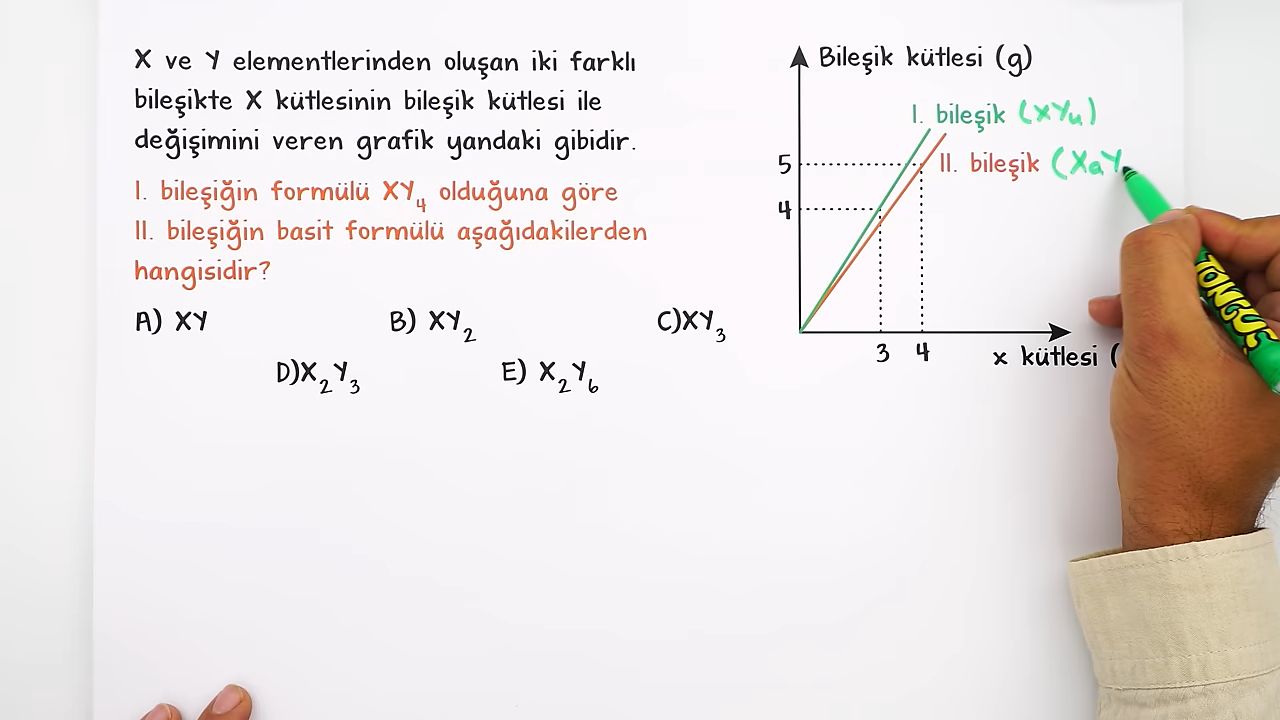 X ve Y elementlerinden oluşan iki farklı
bileşikte X kütlesinin bileşik kütlesi ile
değişimini veren grafik yandaki gibidir.
I. bileşiğin formülü XY₄ olduğuna göre
II. bileşiğin basit formülü aşağıdakilerden
hangisidir?
A) XY B) XY₂ C)XY₃
D)X₂Y₃ E) X₂Y₆
Bileşik kütlesi (g)
I. bileşik (XY₄)
II. bileşik (XaY
5
4
3 4
x kütlesi (
TONGUÇ